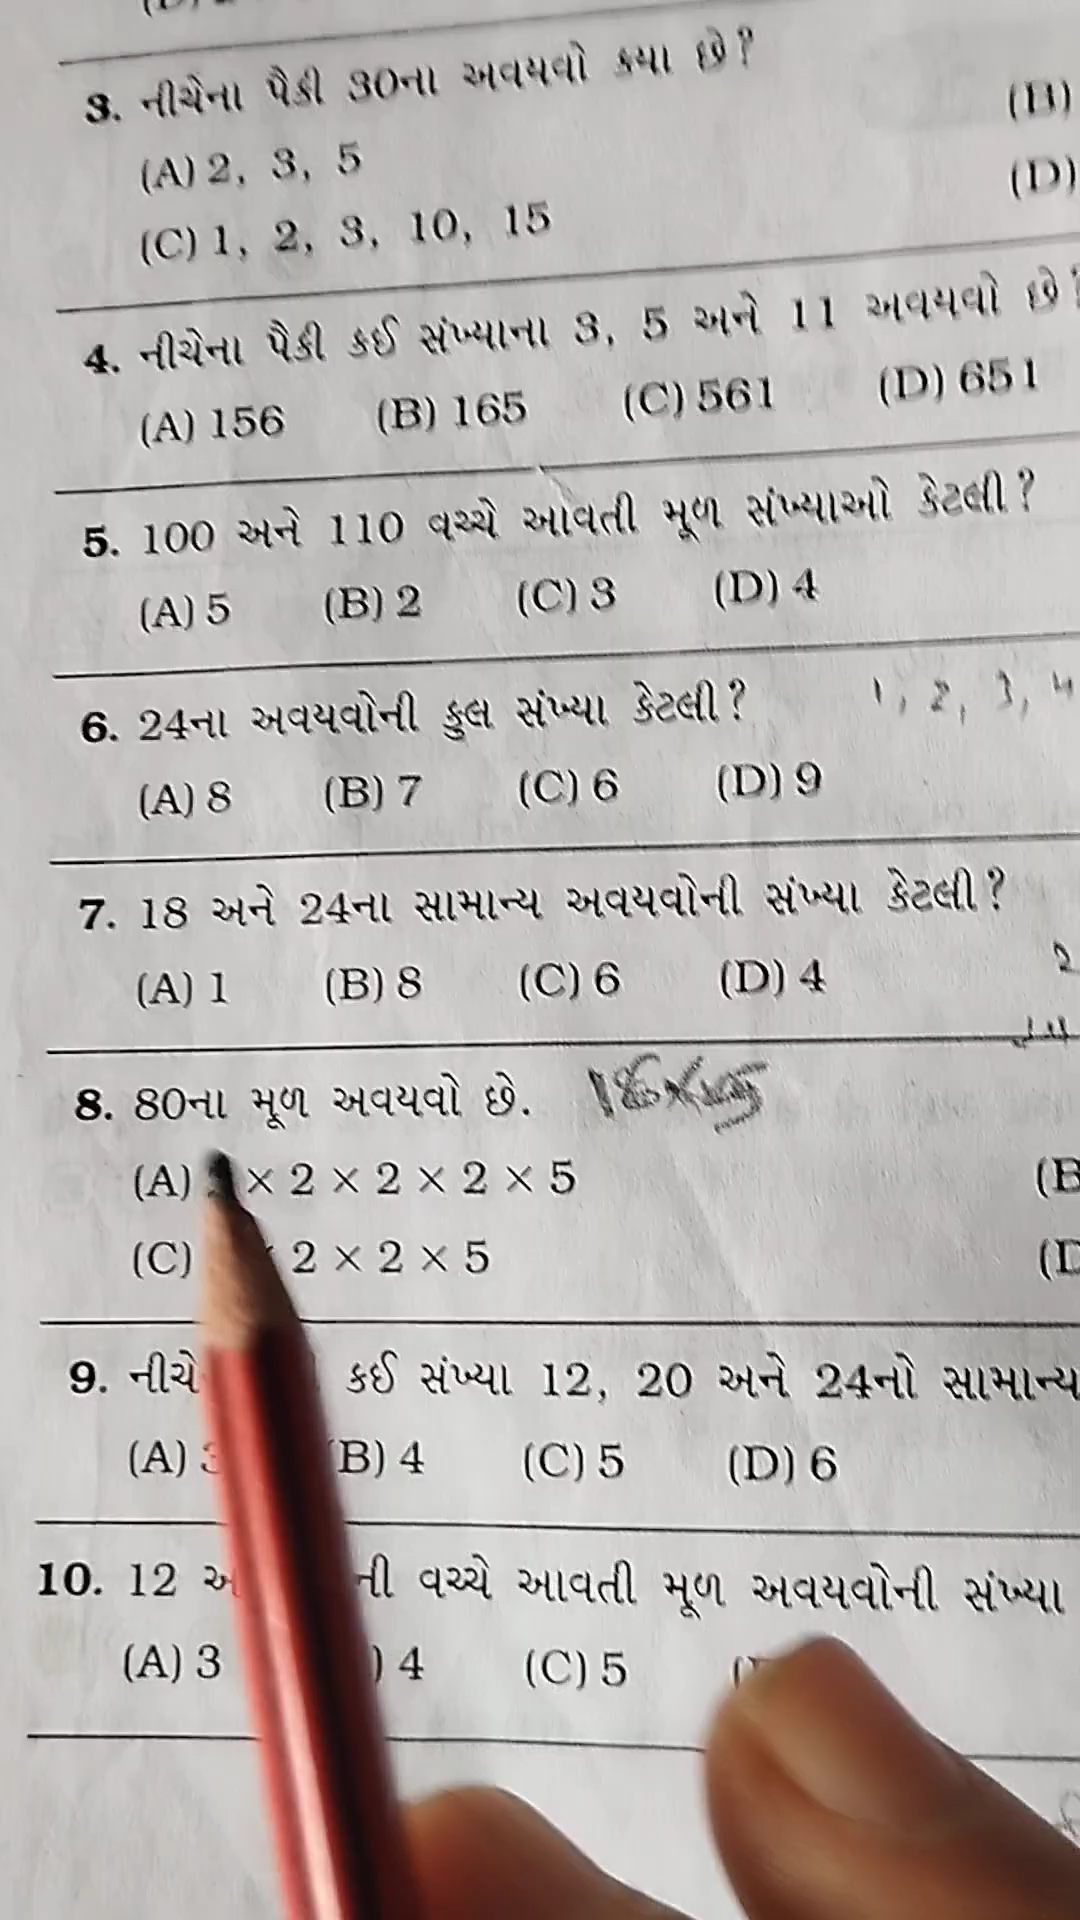 3. નીચેના પૈકી 30ના અવયવો કયા છે?
(A) 2, 3, 5 (B)
(C) 1, 2, 3, 10, 15 (D)
4. નીચેના પૈકી કઈ સંખ્યાના 3, 5 અને 11 અવયવો છે?
(A) 156 (B) 165 (C) 561 (D) 651
5. 100 અને 110 વચ્ચે આવતી મૂળ સંખ્યાઓ કેટલી?
(A) 5 (B) 2 (C) 3 (D) 4
6. 24ના અવયવોની કુલ સંખ્યા કેટલી? 1, 2, 3, 4
(A) 8 (B) 7 (C) 6 (D) 9
7. 18 અને 24ના સામાન્ય અવયવોની સંખ્યા કેટલી?
(A) 1 (B) 8 (C) 6 (D) 4 2
8. 80ના મૂળ અવયવો છે.
(A) × 2 × 2 × 2 × 5 (B
(C) 2 × 2 × 5 (D
9. નીચે કઈ સંખ્યા 12, 20 અને 24નો સામાન્ય
(A) (B) 4 (C) 5 (D) 6
10. 12 ની વચ્ચે આવતી મૂળ અવયવોની સંખ્યા
(A) 3 ) 4 (C) 5